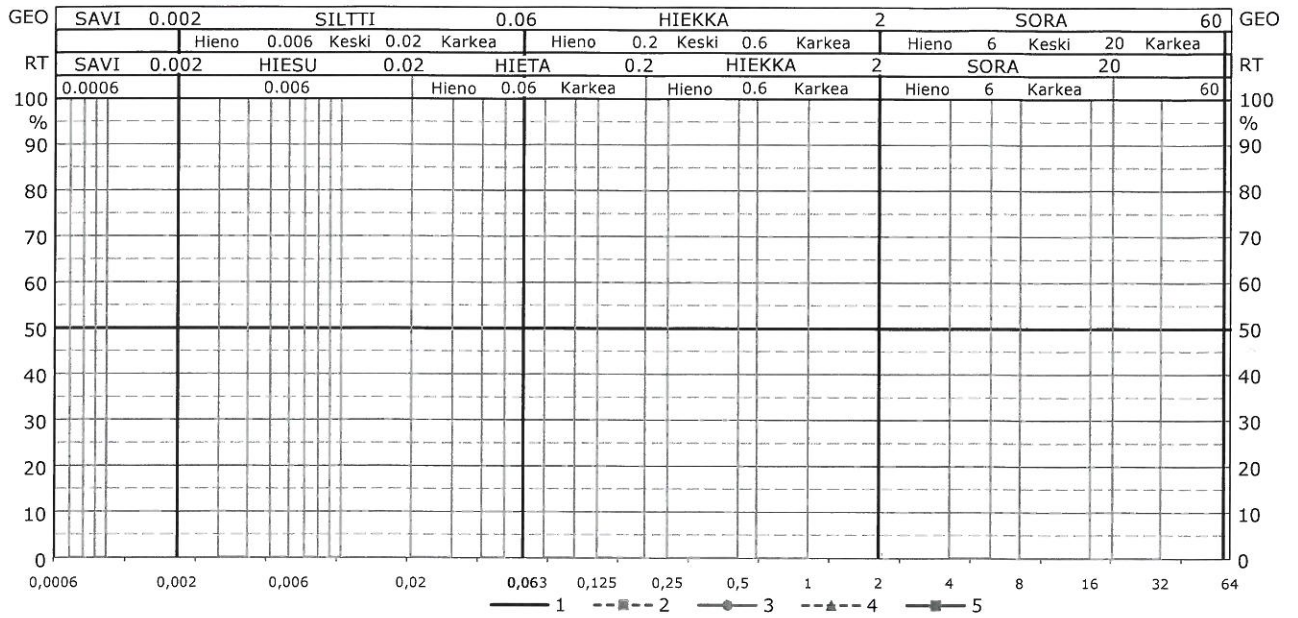 GEO SAVI 0.002 SILTTI 0.06 HIEKKA 2 SORA 60 GEO
Hieno 0.006 Keski 0.02 Karkea Hieno 0.2 Keski 0.6 Karkea Hieno 6 Keski 20 Karkea
RT SAVI 0.002 HIESU 0.02 HIETA 0.2 HIEKKA 2 SORA 20 RT
0.0006 0.006 Hieno 0.06 Karkea Hieno 0.6 Karkea Hieno 6 Karkea 60
100 100
% %
90 90
80 80
70 70
60 60
50 50
40 40
30 30
20 20
10 10
0 0
0,0006 0,002 0,006 0,02 0,063 0,125 0,25 0,5 1 2 4 8 16 32 64
1 2 3 4 5